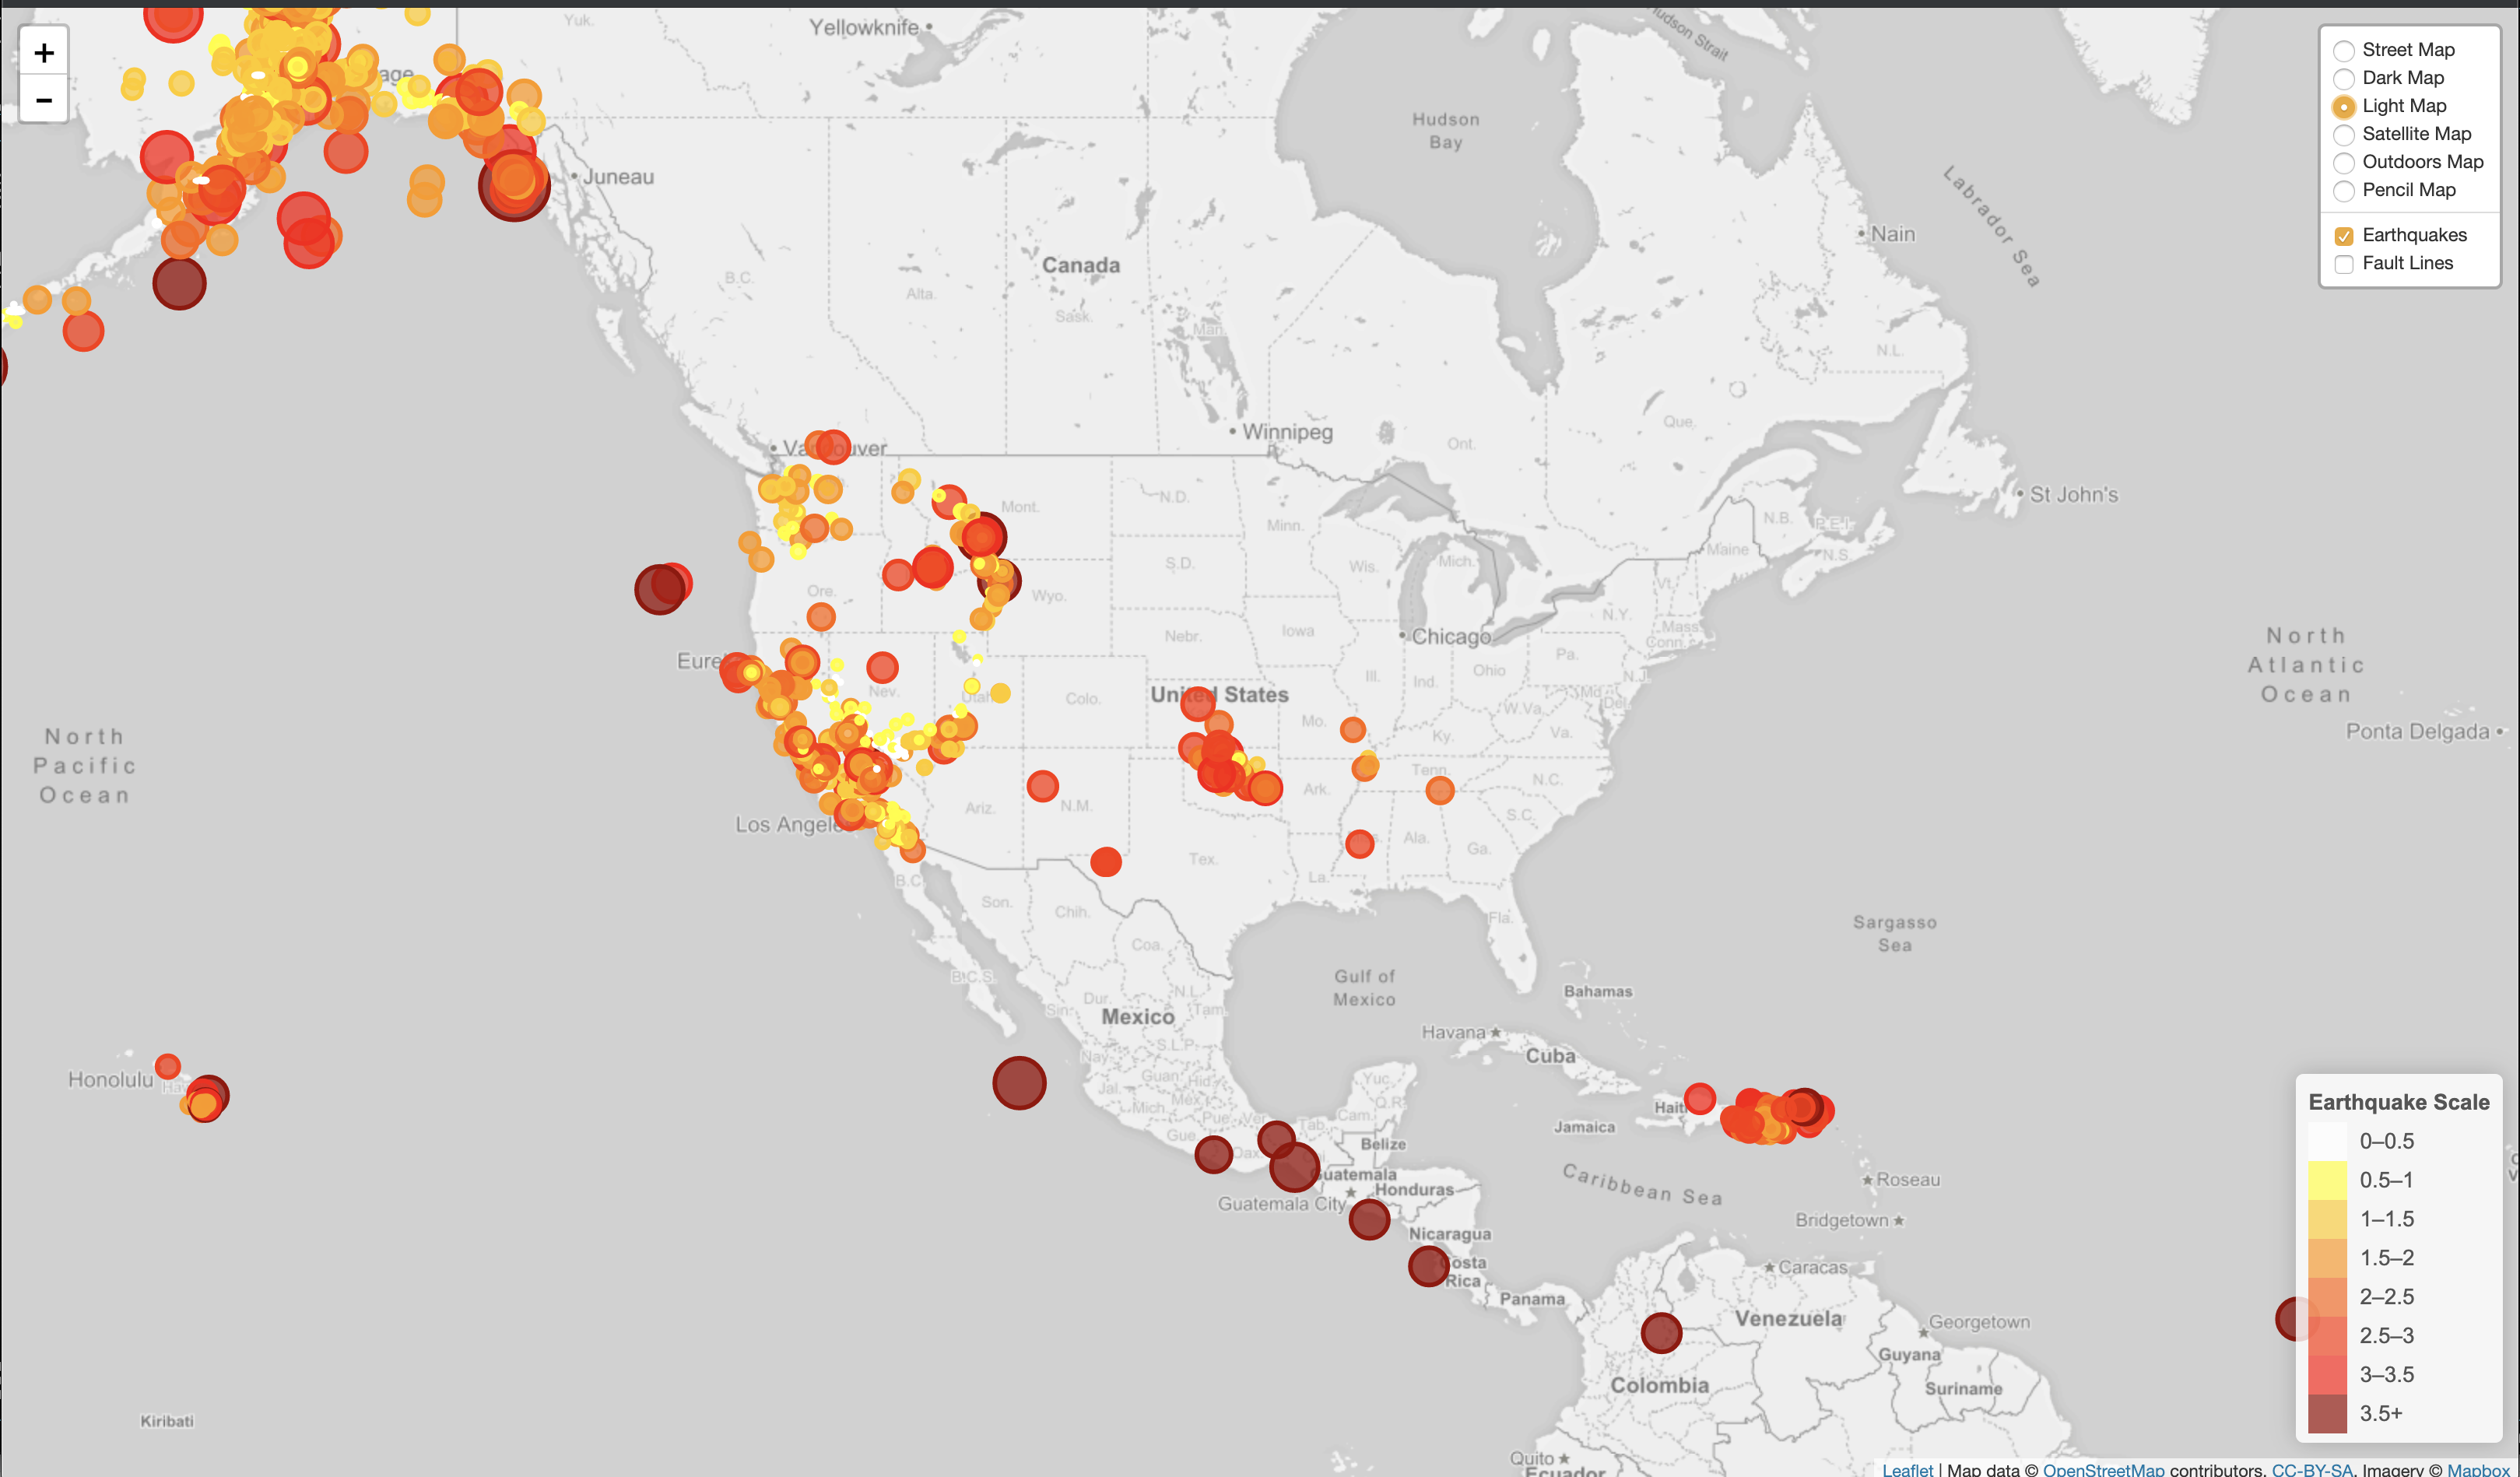 +
−
Yuk.
Yellowknife
Hudson Strait
Juneau
Hudson
Bay
Labrador Sea
Nain
Canada
B.C.
Alta.
Sask.
Man.
N.L.
Que.
Ont.
Winnipeg
St John's
N.D.
Mont.
Minn.
N.B.
P.E.I.
N.S.
Maine
S.D.
Wis.
Mich.
Vt.
Ore.
Wyo.
N.Y.
Mass.
Conn.
Nebr.
Iowa
Chicago
Pa.
Ill.
Ind.
Ohio
N.J.
Md.
Del.
Nev.
Utah
Colo.
United States
W.Va.
Va.
Mo.
Ky.
North
Pacific
Ocean
North
Atlantic
Ocean
Ponta Delgada
Tenn.
N.C.
Ark.
Ariz.
N.M.
S.C.
Ala.
Ga.
Tex.
La.
B.C.
Son.
Chih.
Fla.
Sargasso
Sea
Coa.
B.C.S.
Gulf of
Mexico
Bahamas
Dur.
N.L.
Sin.
Mexico
Tam.
Havana
Cuba
S.L.P.
Nay.
Guan.
Hid.
Jal.
Mich.
Mex.
Pue.
Ver.
Yuc.
Q.R.
Cam.
Tab.
Gue.
Oax.
Honolulu
Haiti
Jamaica
Belize
Guatemala
Honduras
Guatemala City
Caribbean Sea
Roseau
Bridgetown
Nicaragua
Costa
Rica
Panama
Caracas
Venezuela
Georgetown
Guyana
Suriname
Colombia
Kiribati
Quito
Ecuador
Street Map
Dark Map
Light Map
Satellite Map
Outdoors Map
Pencil Map
Earthquakes
Fault Lines
Earthquake Scale
0–0.5
0.5–1
1–1.5
1.5–2
2–2.5
2.5–3
3–3.5
3.5+
Leaflet | Map data © OpenStreetMap contributors, CC-BY-SA, Imagery © Mapbox